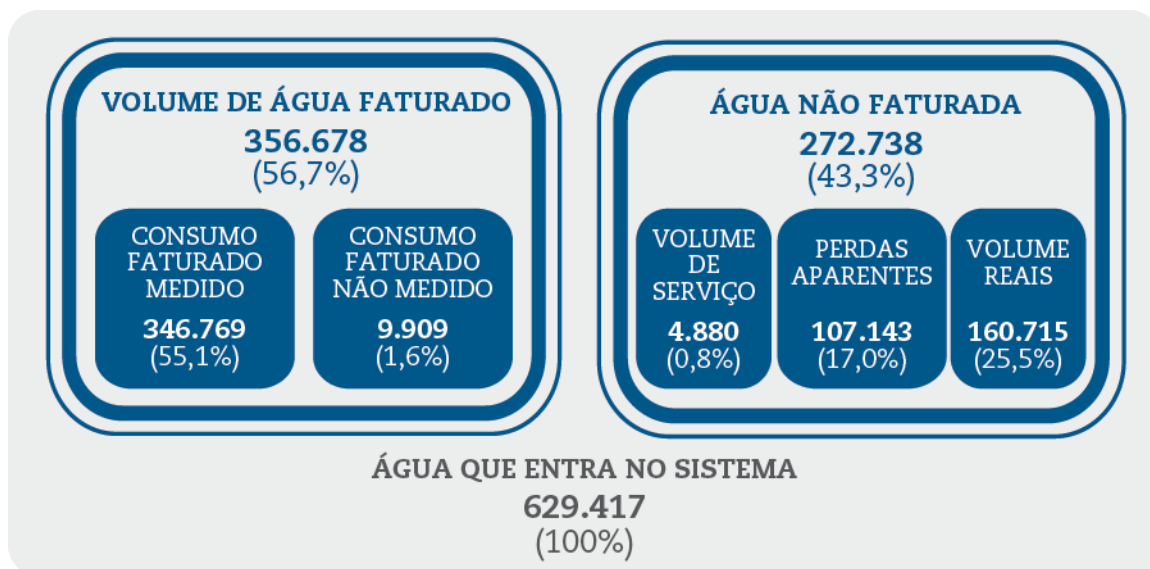 VOLUME DE ÁGUA FATURADO
356.678
(56,7%)
CONSUMO
FATURADO
MEDIDO
346.769
(55,1%)
CONSUMO
FATURADO
NÃO MEDIDO
9.909
(1,6%)
ÁGUA NÃO FATURADA
272.738
(43,3%)
VOLUME
DE
SERVIÇO
4.880
(0,8%)
PERDAS
APARENTES
107.143
(17,0%)
VOLUME
REAIS
160.715
(25,5%)
ÁGUA QUE ENTRA NO SISTEMA
629.417
(100%)